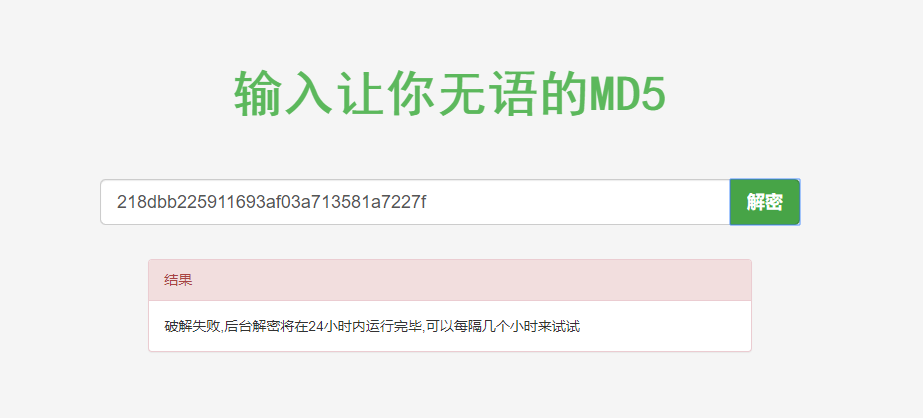 输入让你无语的MD5
218dbb225911693af03a713581a7227f
解密
结果
破解失败,后台解密将在24小时内运行完毕,可以每隔几个小时来试试